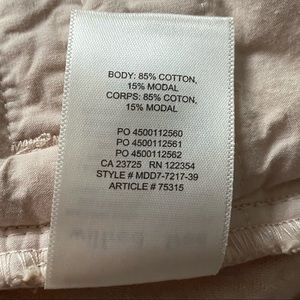 BODY: 85% COTTON,
15% MODAL
CORPS: 85% COTON,
15% MODAL
PO 4500112560
PO 4500112561
PO 4500112562
CA 23725 RN 122354
STYLE # MDD7-7217-39
ARTICLE # 75315